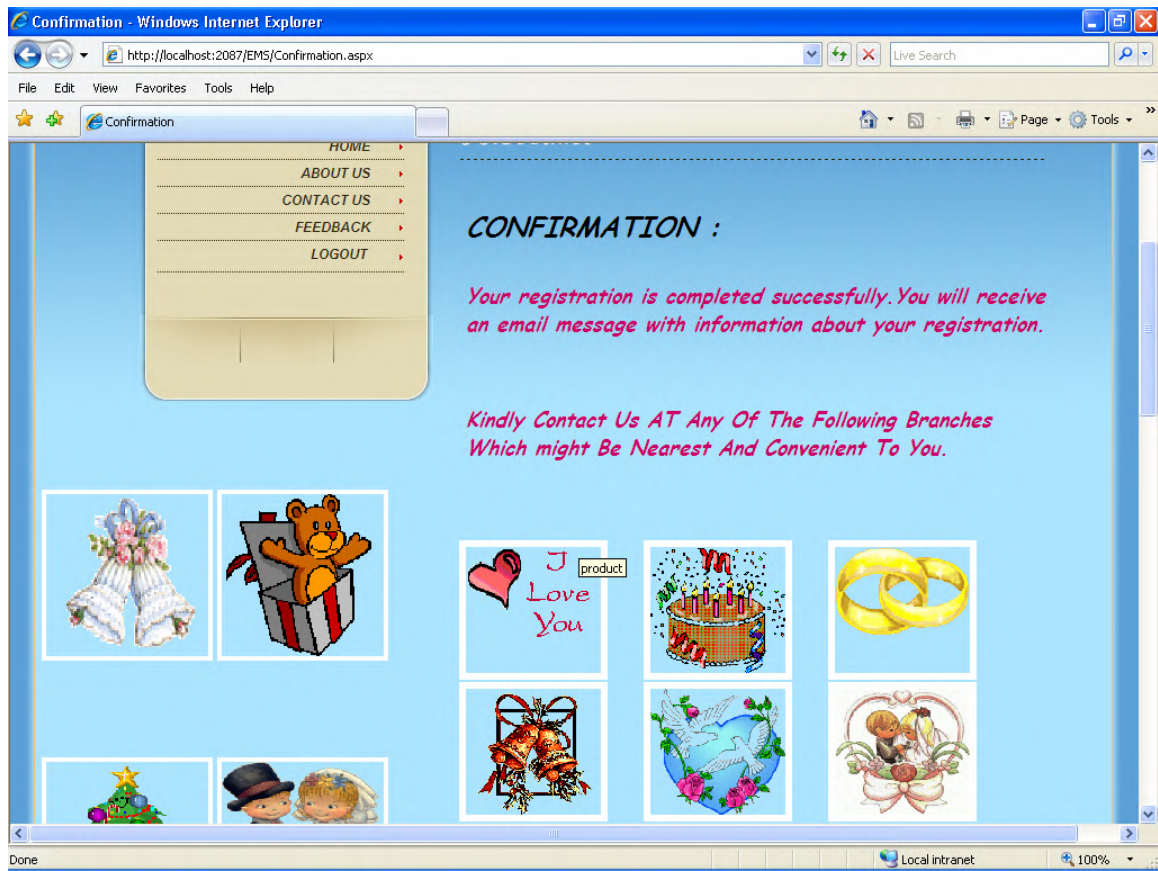 Confirmation - Windows Internet Explorer
http://localhost:2087/EMS/Confirmation.aspx
Live Search
File Edit View Favorites Tools Help
Confirmation
Page Tools
HOME
ABOUT US
CONTACT US
FEEDBACK
LOGOUT
CONFIRMATION :
Your registration is completed successfully.You will receive
an email message with information about your registration.
Kindly Contact Us AT Any Of The Following Branches
Which might Be Nearest And Convenient To You.
I
Love
You
product
Done
Local intranet
100%